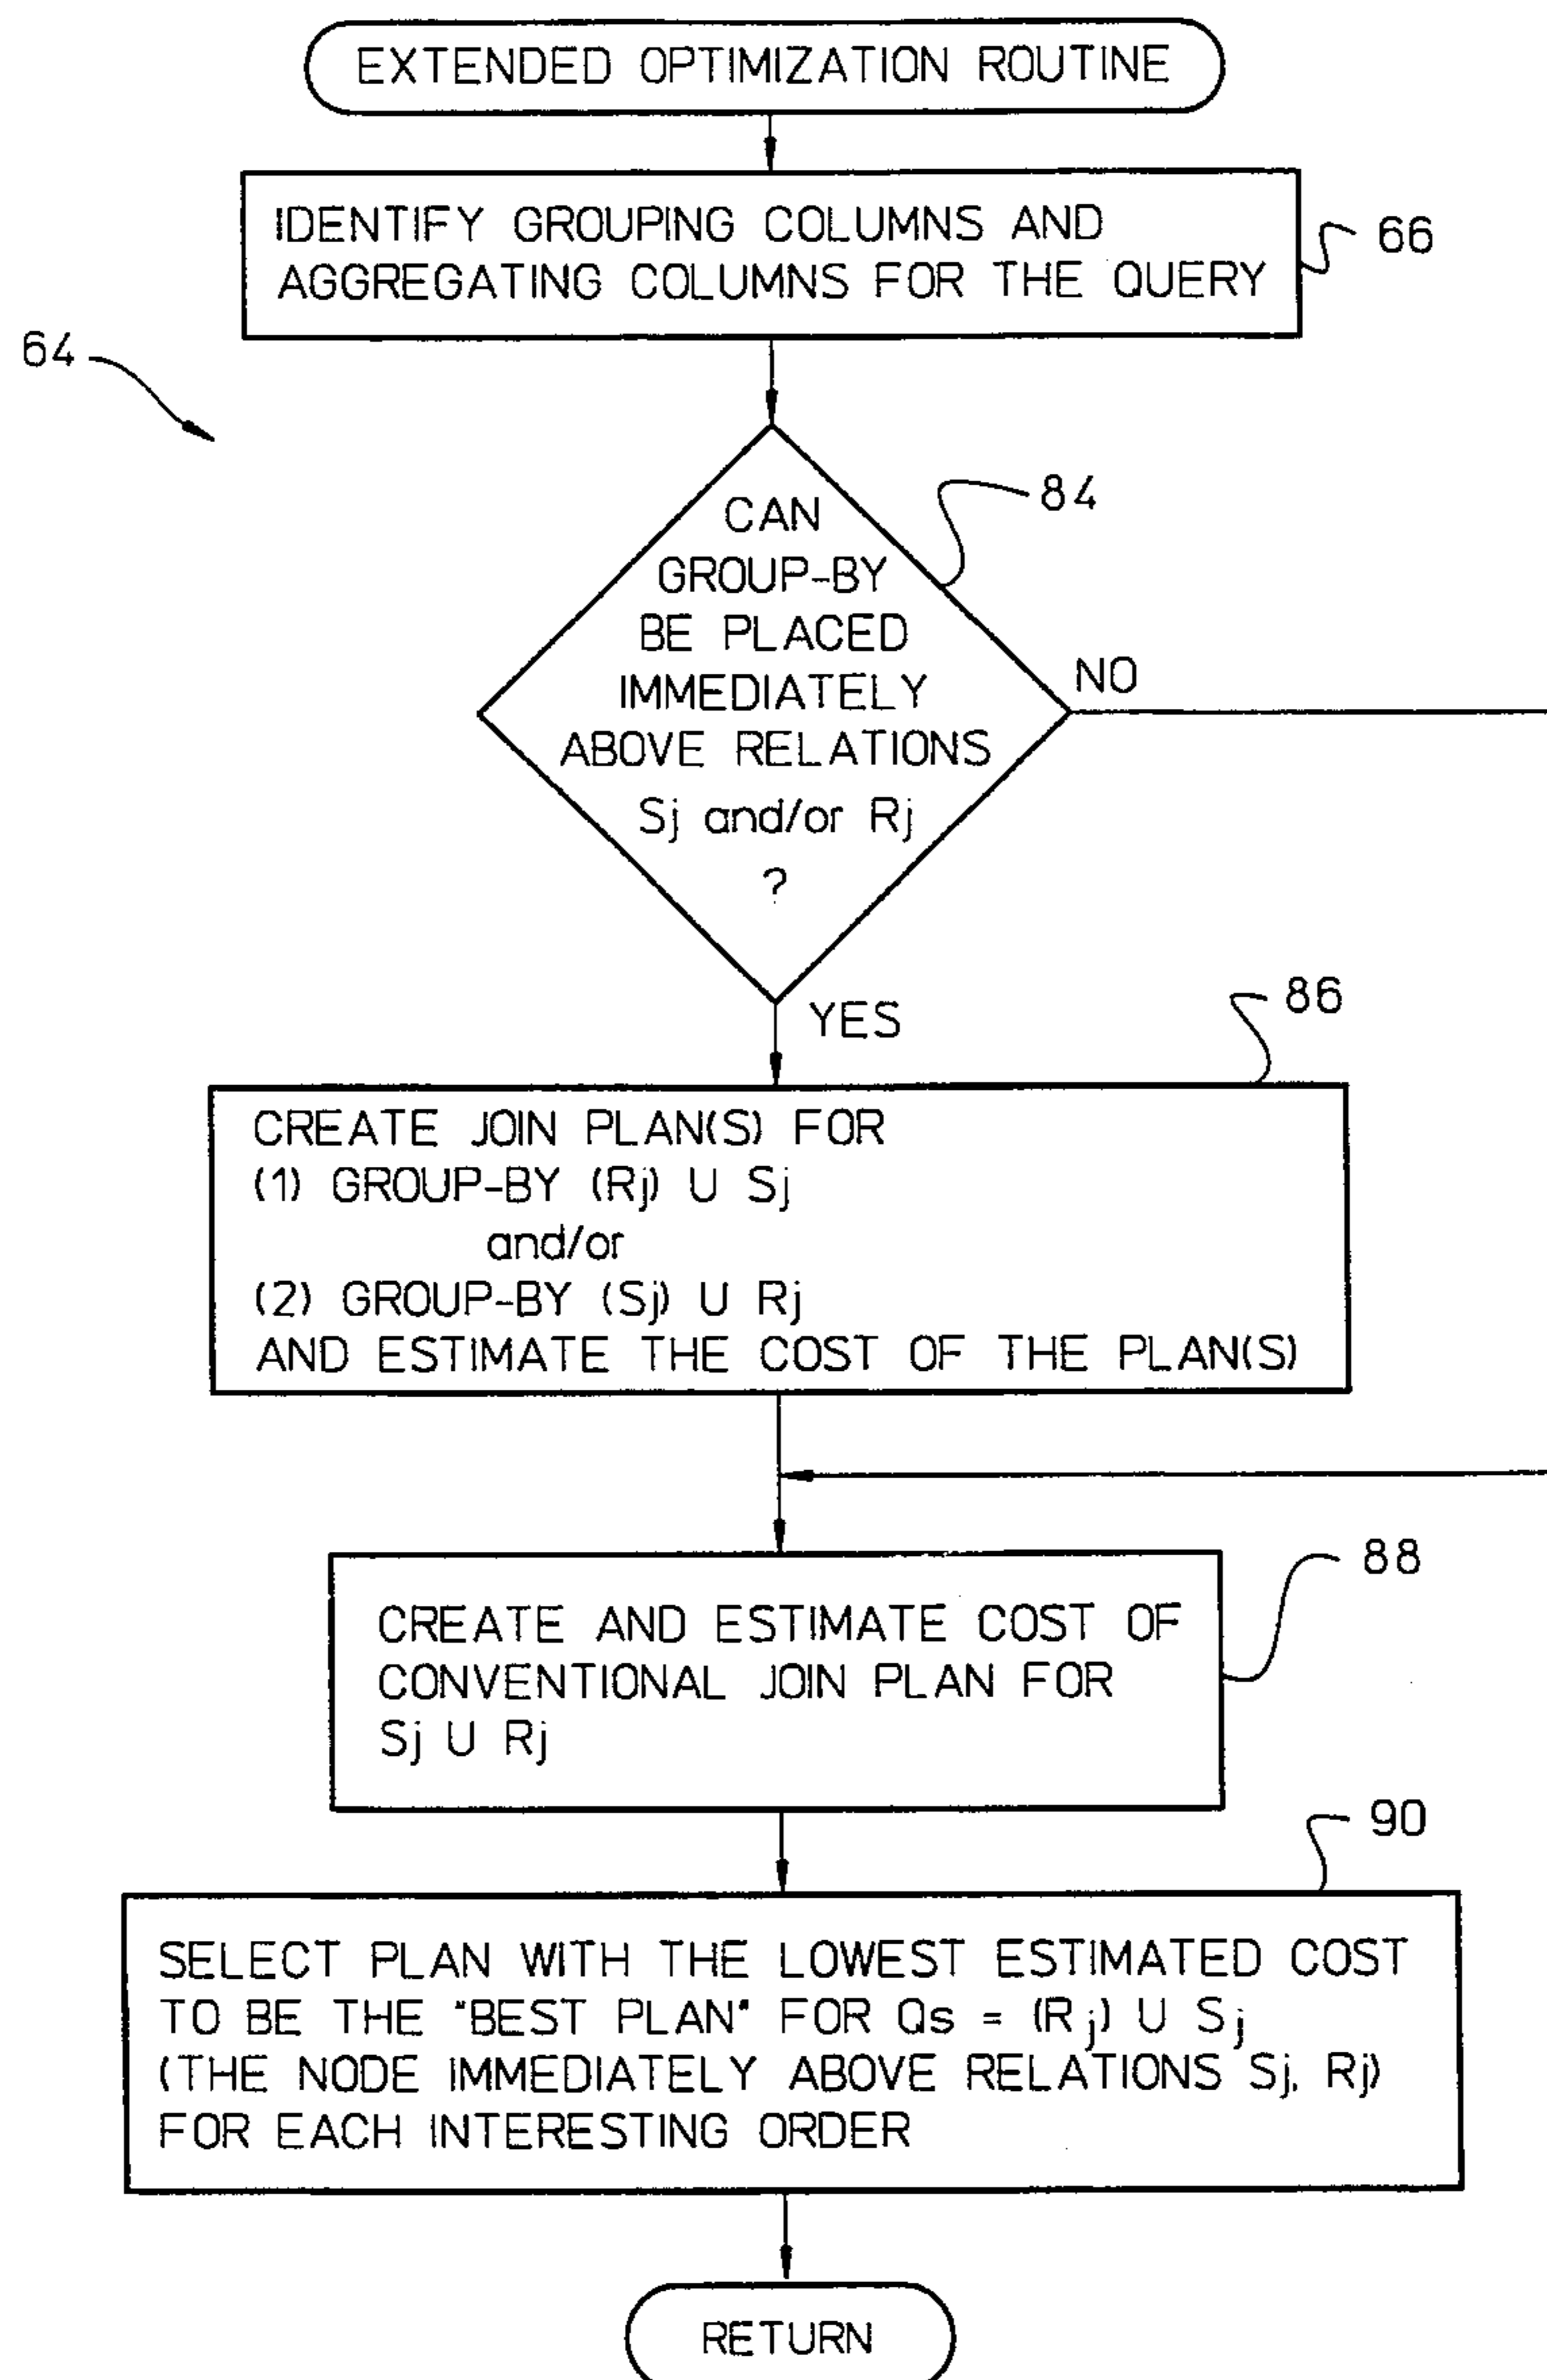 EXTENDED OPTIMIZATION ROUTINE
IDENTIFY GROUPING COLUMNS AND
AGGREGATING COLUMNS FOR THE QUERY
66
64
84
CAN
GROUP-BY
BE PLACED
IMMEDIATELY
ABOVE RELATIONS
Sj and/or Rj
?
NO
YES
86
CREATE JOIN PLAN(S) FOR
(1) GROUP-BY (Rj) U Sj
and/or
(2) GROUP-BY (Sj) U Rj
AND ESTIMATE THE COST OF THE PLAN(S)
88
CREATE AND ESTIMATE COST OF
CONVENTIONAL JOIN PLAN FOR
Sj U Rj
90
SELECT PLAN WITH THE LOWEST ESTIMATED COST
TO BE THE "BEST PLAN" FOR Qs = (Rj) U Sj
(THE NODE IMMEDIATELY ABOVE RELATIONS Sj, Rj)
FOR EACH INTERESTING ORDER
RETURN